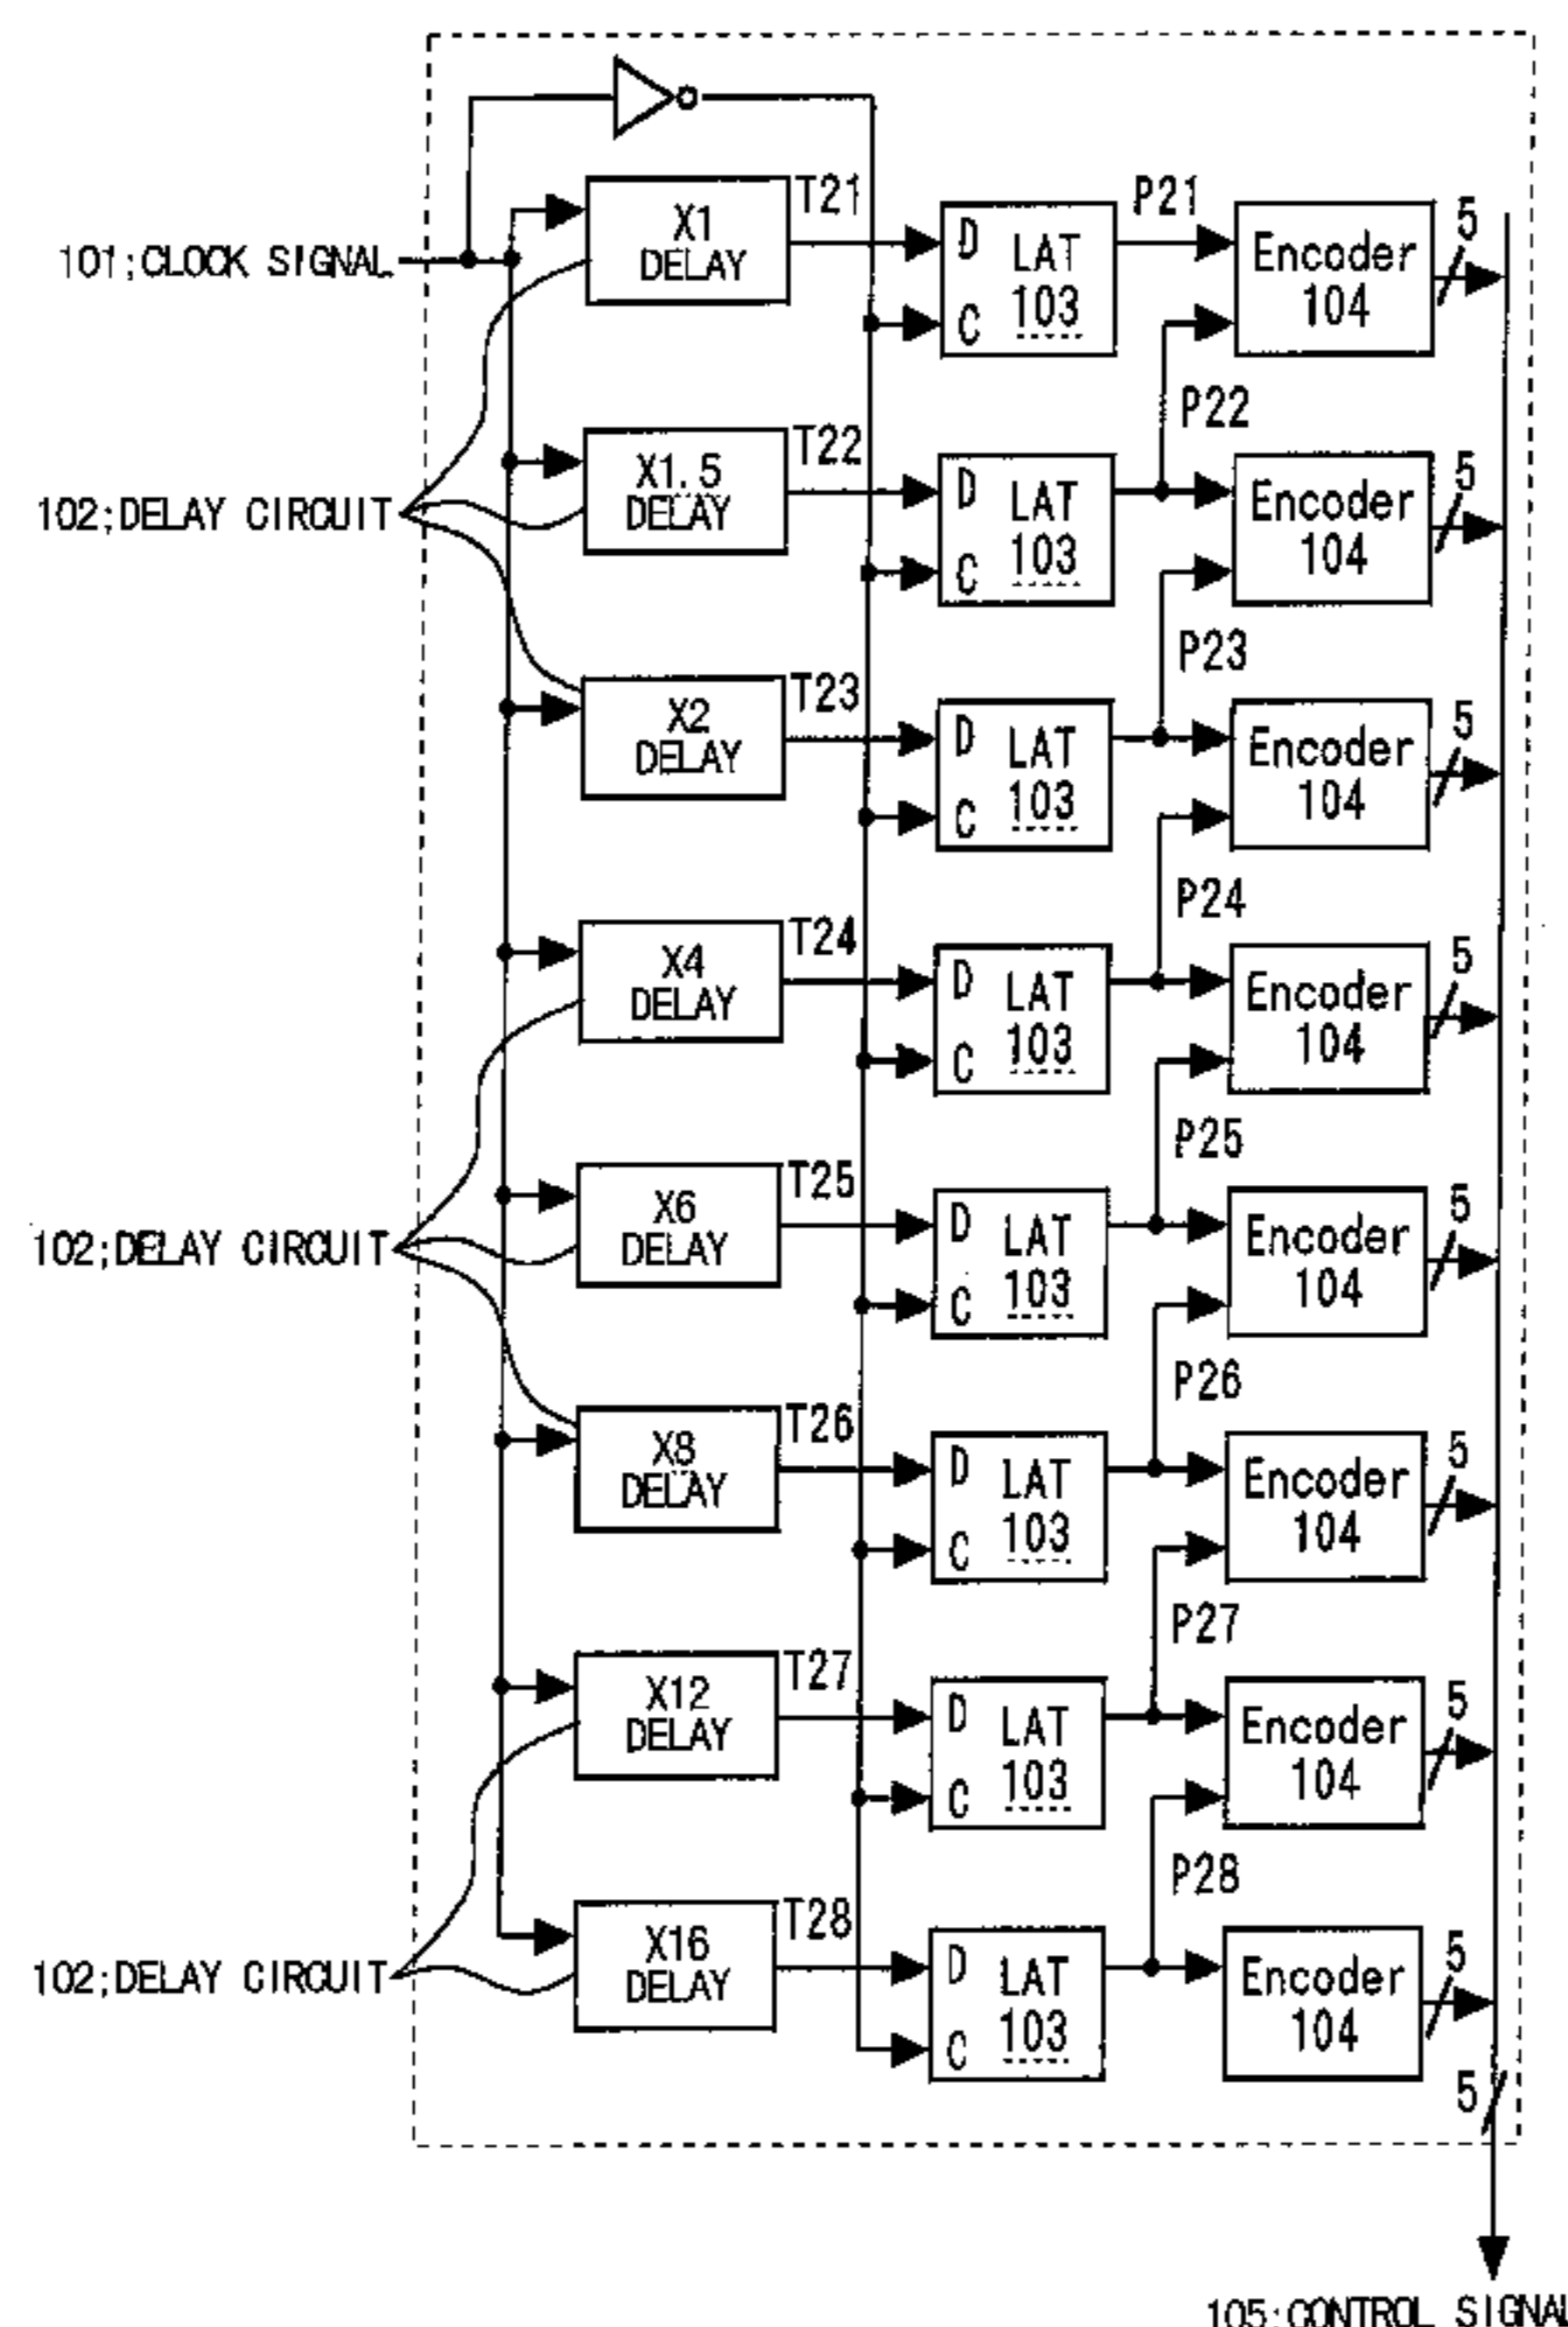 101;CLOCK SIGNAL
X1
DELAY
T21
D LAT
103
C
P21
Encoder
104
5
102;DELAY CIRCUIT
X1.5
DELAY
T22
D LAT
103
C
P22
Encoder
104
5
X2
DELAY
T23
D LAT
103
C
P23
Encoder
104
5
X4
DELAY
T24
D LAT
103
C
P24
Encoder
104
5
102;DELAY CIRCUIT
X6
DELAY
T25
D LAT
103
C
P25
Encoder
104
5
X8
DELAY
T26
D LAT
103
C
P26
Encoder
104
5
X12
DELAY
T27
D LAT
103
C
P27
Encoder
104
5
102;DELAY CIRCUIT
X16
DELAY
T28
D LAT
103
C
P28
Encoder
104
5
5
105;CONTROL SIGNAL